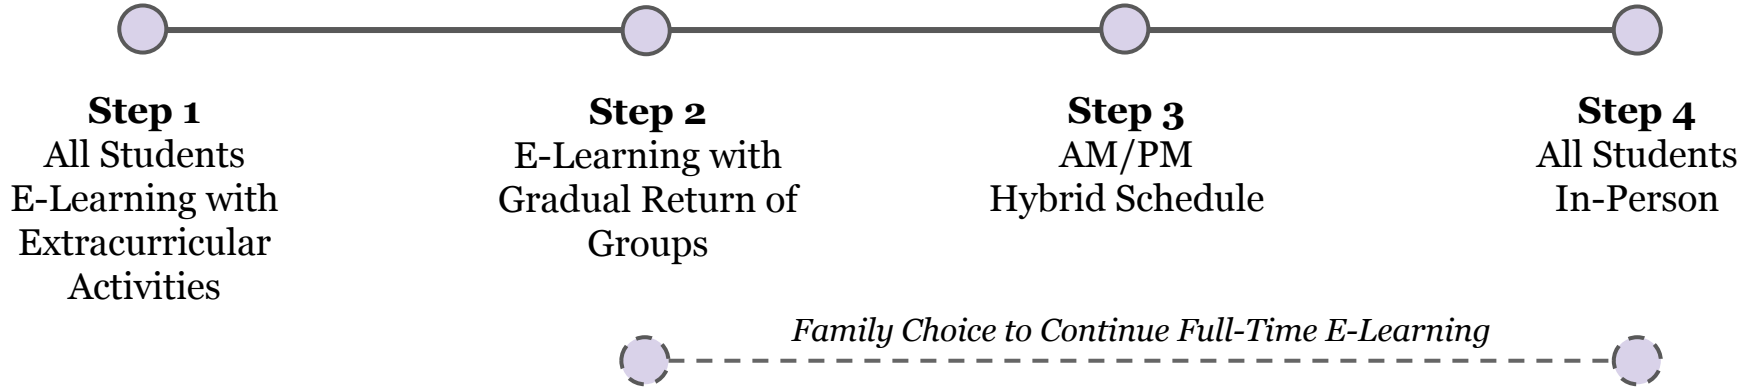 Step 1
All Students
E-Learning with
Extracurricular
Activities
Step 2
E-Learning with
Gradual Return of
Groups
Step 3
AM/PM
Hybrid Schedule
Step 4
All Students
In-Person
Family Choice to Continue Full-Time E-Learning